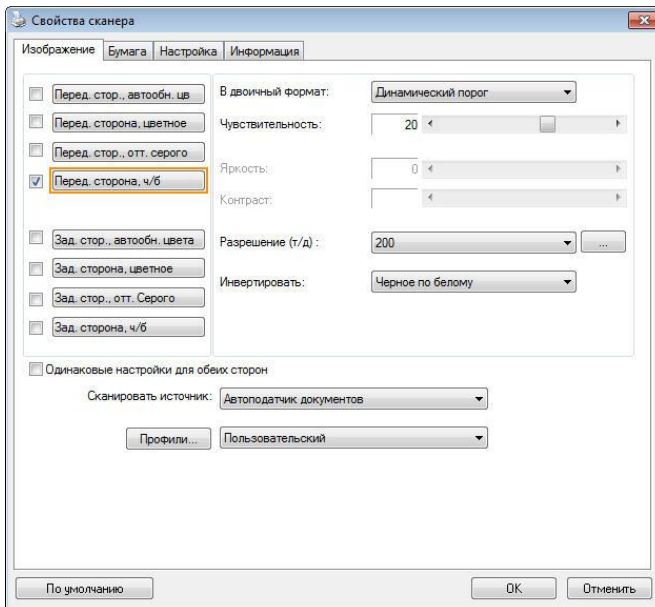 Свойства сканера
Изображение Бумага Настройка Информация
Перед. стор., автообн. цв
Перед. сторона, цветное
Перед. стор., отт. серого
Перед. сторона, ч/б
Зад. стор., автообн. цвета
Зад. сторона, цветное
Зад. стор., отт. Серого
Зад. сторона, ч/б
В двоичный формат: Динамический порог
Чувствительность: 20
Яркость: 0
Контраст:
Разрешение (т/д) : 200 ...
Инвертировать: Черное по белому
Одинаковые настройки для обеих сторон
Сканировать источник: Автоподатчик документов
Профили... Пользовательский
По умолчанию OK Отменить